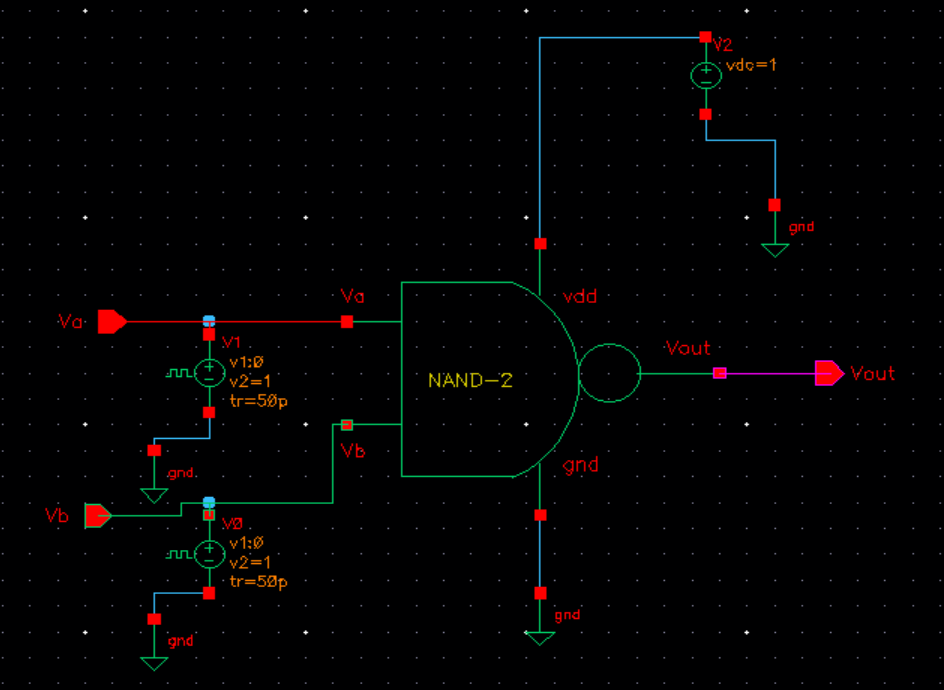 V2
vdc=1
gnd
Va
Va
vdd
V1
v1:0
v2=1
tr=50p
Vout
Vout
NAND-2
Vb
gnd
gnd
Vb
V0
v1:0
v2=1
tr=50p
gnd
gnd